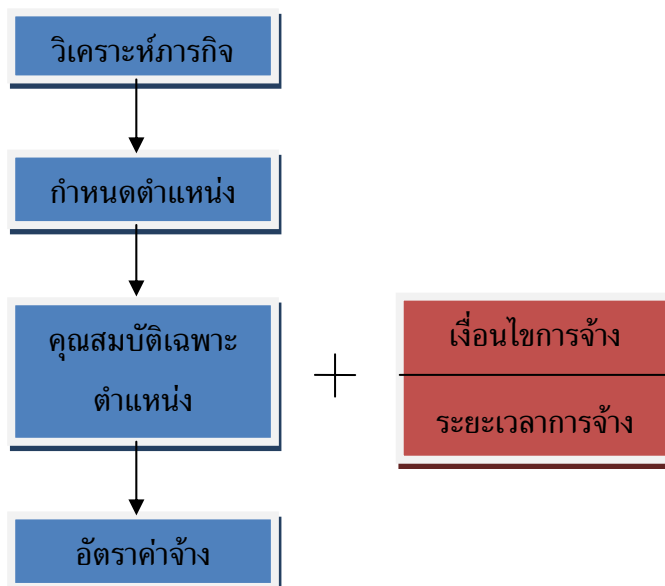 วิเคราะห์ภารกิจ
กำหนดตำแหน่ง
คุณสมบัติเฉพาะ
ตำแหน่ง
+
เงื่อนไขการจ้าง
ระยะเวลาการจ้าง
อัตราค่าจ้าง